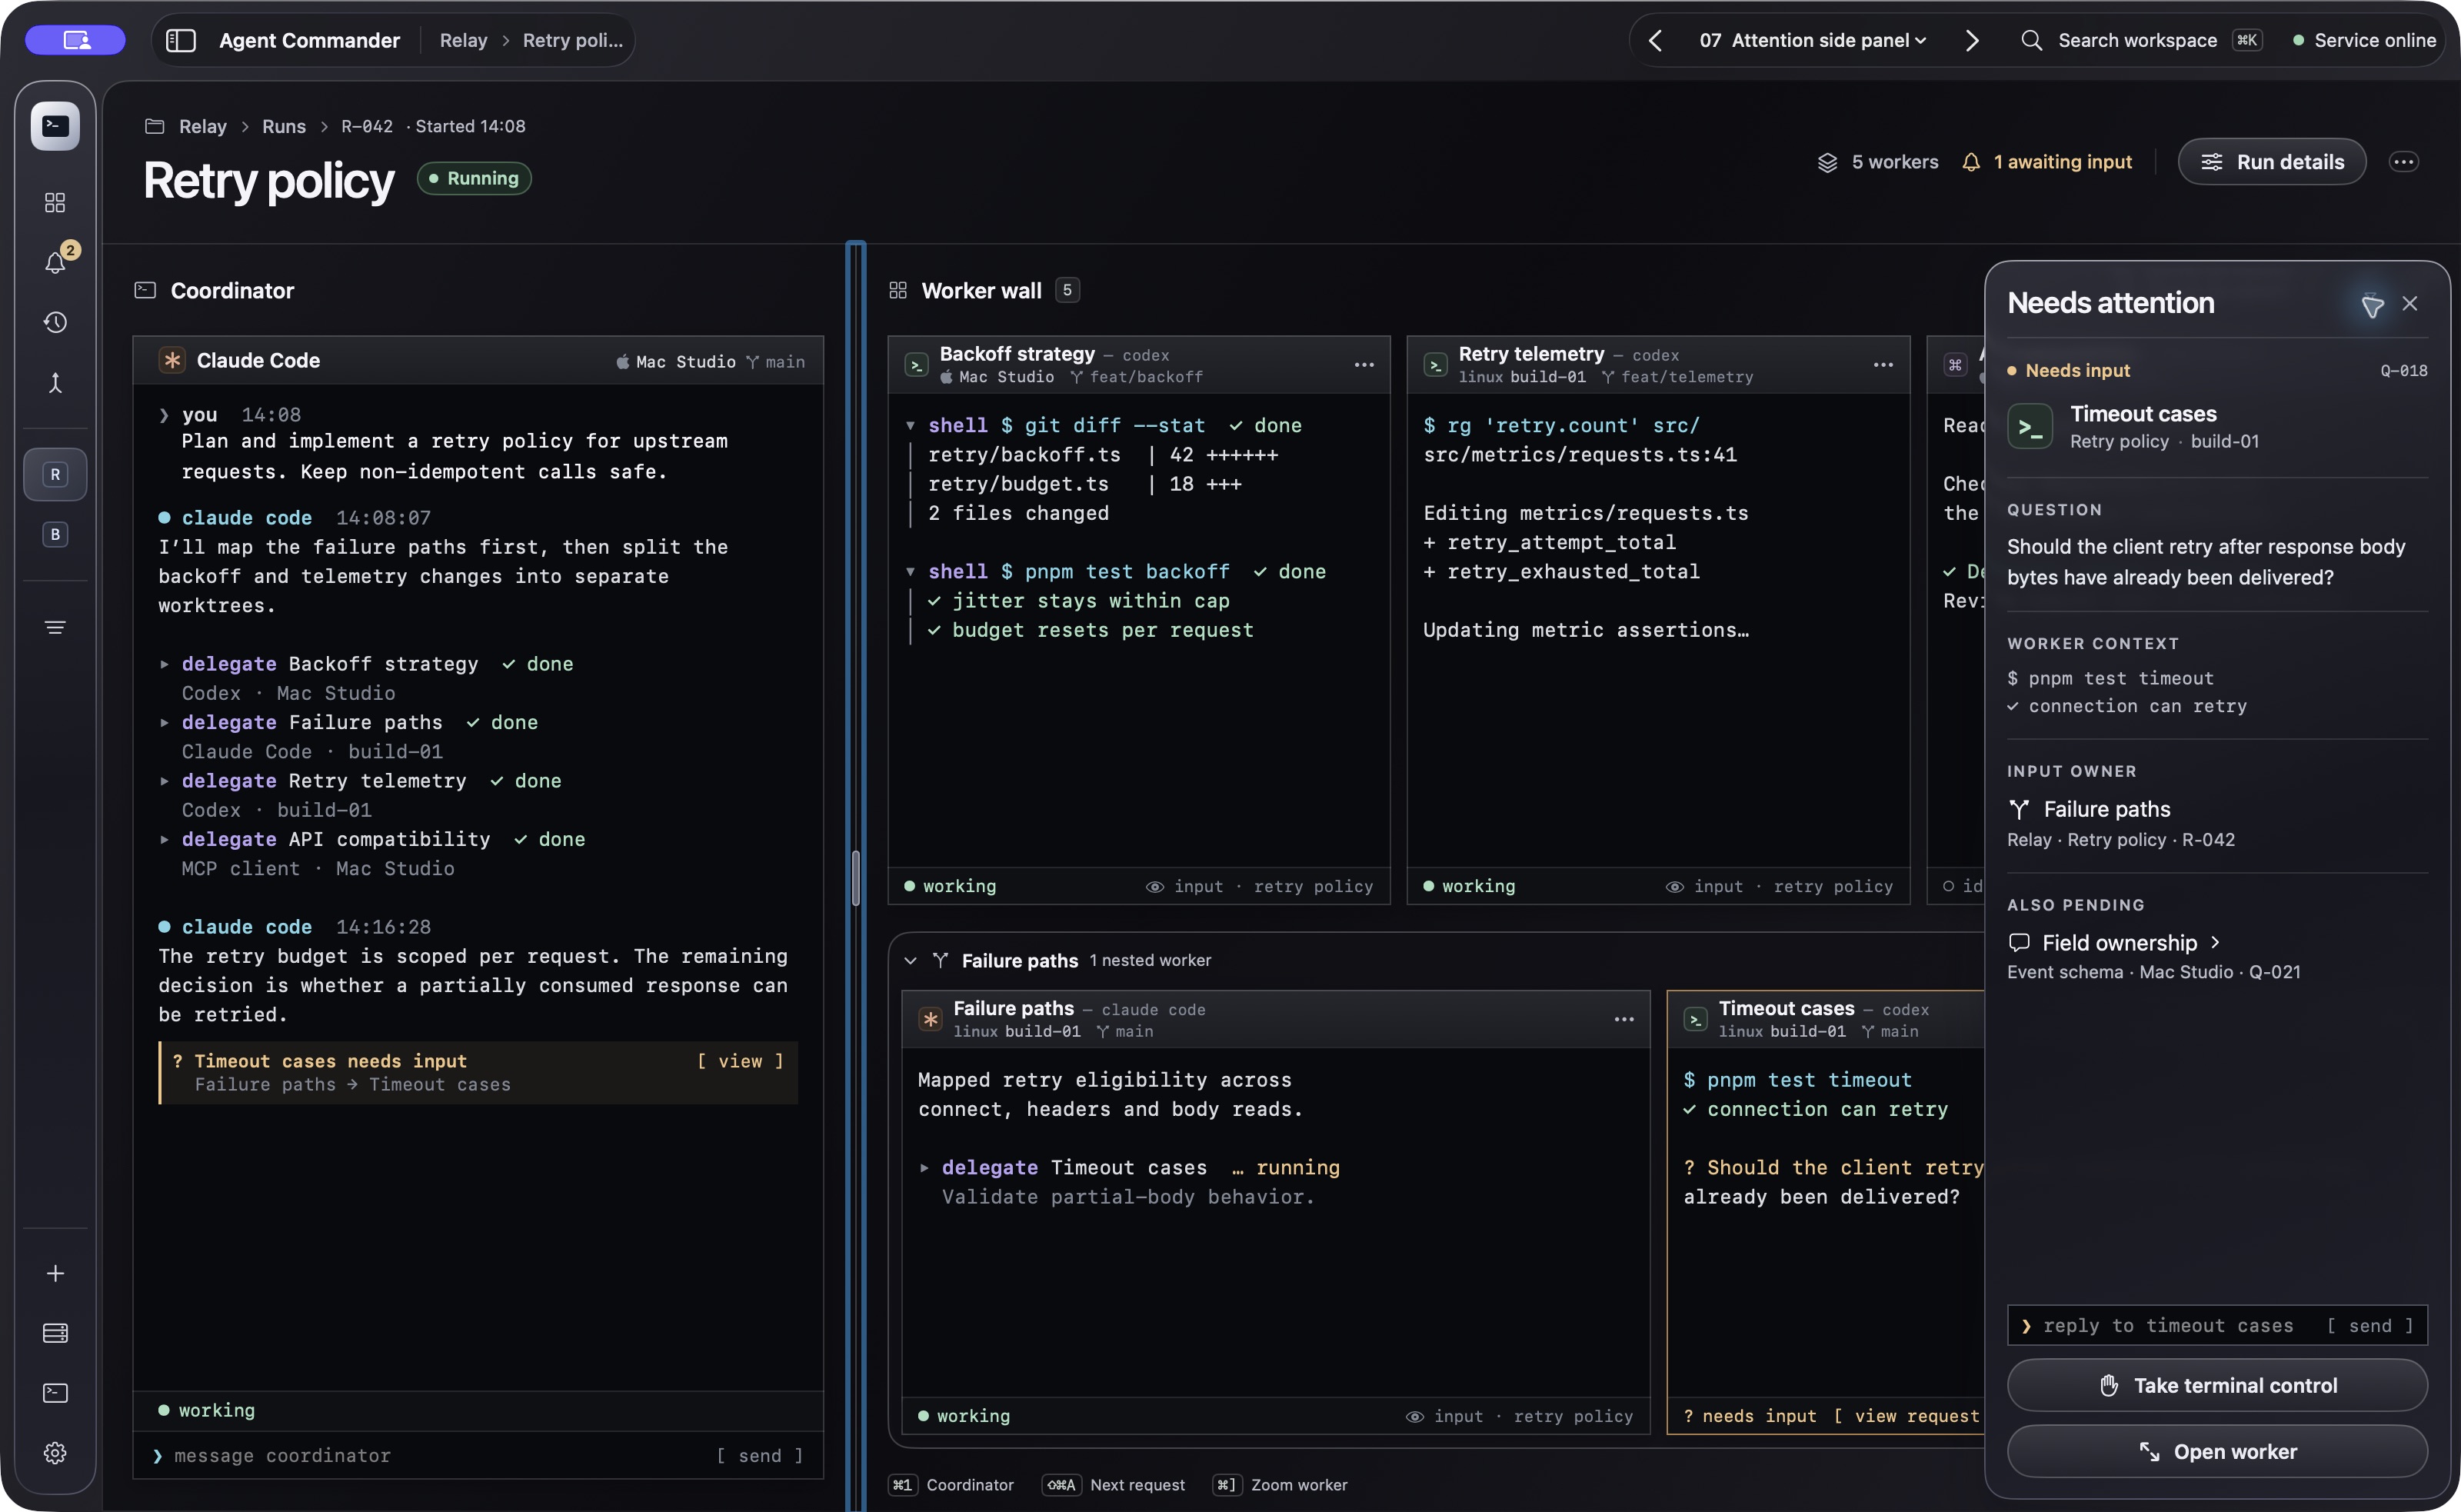 Agent Commander
Relay > Retry poli...
07 Attention side panel
Search workspace ⌘K
Service online
2
R
B
Relay > Runs > R-042 · Started 14:08
Retry policy
Running
5 workers
1 awaiting input
Run details
Coordinator
Claude Code
Mac Studio main
❯ you 14:08
Plan and implement a retry policy for upstream
requests. Keep non-idempotent calls safe.
claude code 14:08:07
I’ll map the failure paths first, then split the
backoff and telemetry changes into separate
worktrees.
▸ delegate Backoff strategy ✓ done
Codex · Mac Studio
▸ delegate Failure paths ✓ done
Claude Code · build-01
▸ delegate Retry telemetry ✓ done
Codex · build-01
▸ delegate API compatibility ✓ done
MCP client · Mac Studio
claude code 14:16:28
The retry budget is scoped per request. The remaining
decision is whether a partially consumed response can
be retried.
? Timeout cases needs input [ view ]
Failure paths → Timeout cases
working
❯ message coordinator [ send ]
Worker wall 5
Backoff strategy — codex
Mac Studio feat/backoff
▾ shell $ git diff --stat ✓ done
retry/backoff.ts | 42 ++++++
retry/budget.ts | 18 +++
2 files changed
▾ shell $ pnpm test backoff ✓ done
✓ jitter stays within cap
✓ budget resets per request
working
input · retry policy
Retry telemetry — codex
linux build-01 feat/telemetry
$ rg 'retry.count' src/
src/metrics/requests.ts:41
Editing metrics/requests.ts
+ retry_attempt_total
+ retry_exhausted_total
Updating metric assertions…
working
input · retry policy
⌘
the
✓
Failure paths 1 nested worker
Failure paths — claude code
linux build-01 main
Mapped retry eligibility across
connect, headers and body reads.
▸ delegate Timeout cases … running
Validate partial-body behavior.
working
input · retry policy
Timeout cases — codex
linux build-01 main
$ pnpm test timeout
✓ connection can retry
? Should the client retry
already been delivered?
? needs input [ view request
⌘1 Coordinator
⇧⌘A Next request
⌘] Zoom worker
Needs attention
Needs input
Q-018
Timeout cases
Retry policy · build-01
QUESTION
Should the client retry after response body
bytes have already been delivered?
WORKER CONTEXT
$ pnpm test timeout
✓ connection can retry
INPUT OWNER
Failure paths
Relay · Retry policy · R-042
ALSO PENDING
Field ownership >
Event schema · Mac Studio · Q-021
❯ reply to timeout cases [ send ]
Take terminal control
Open worker